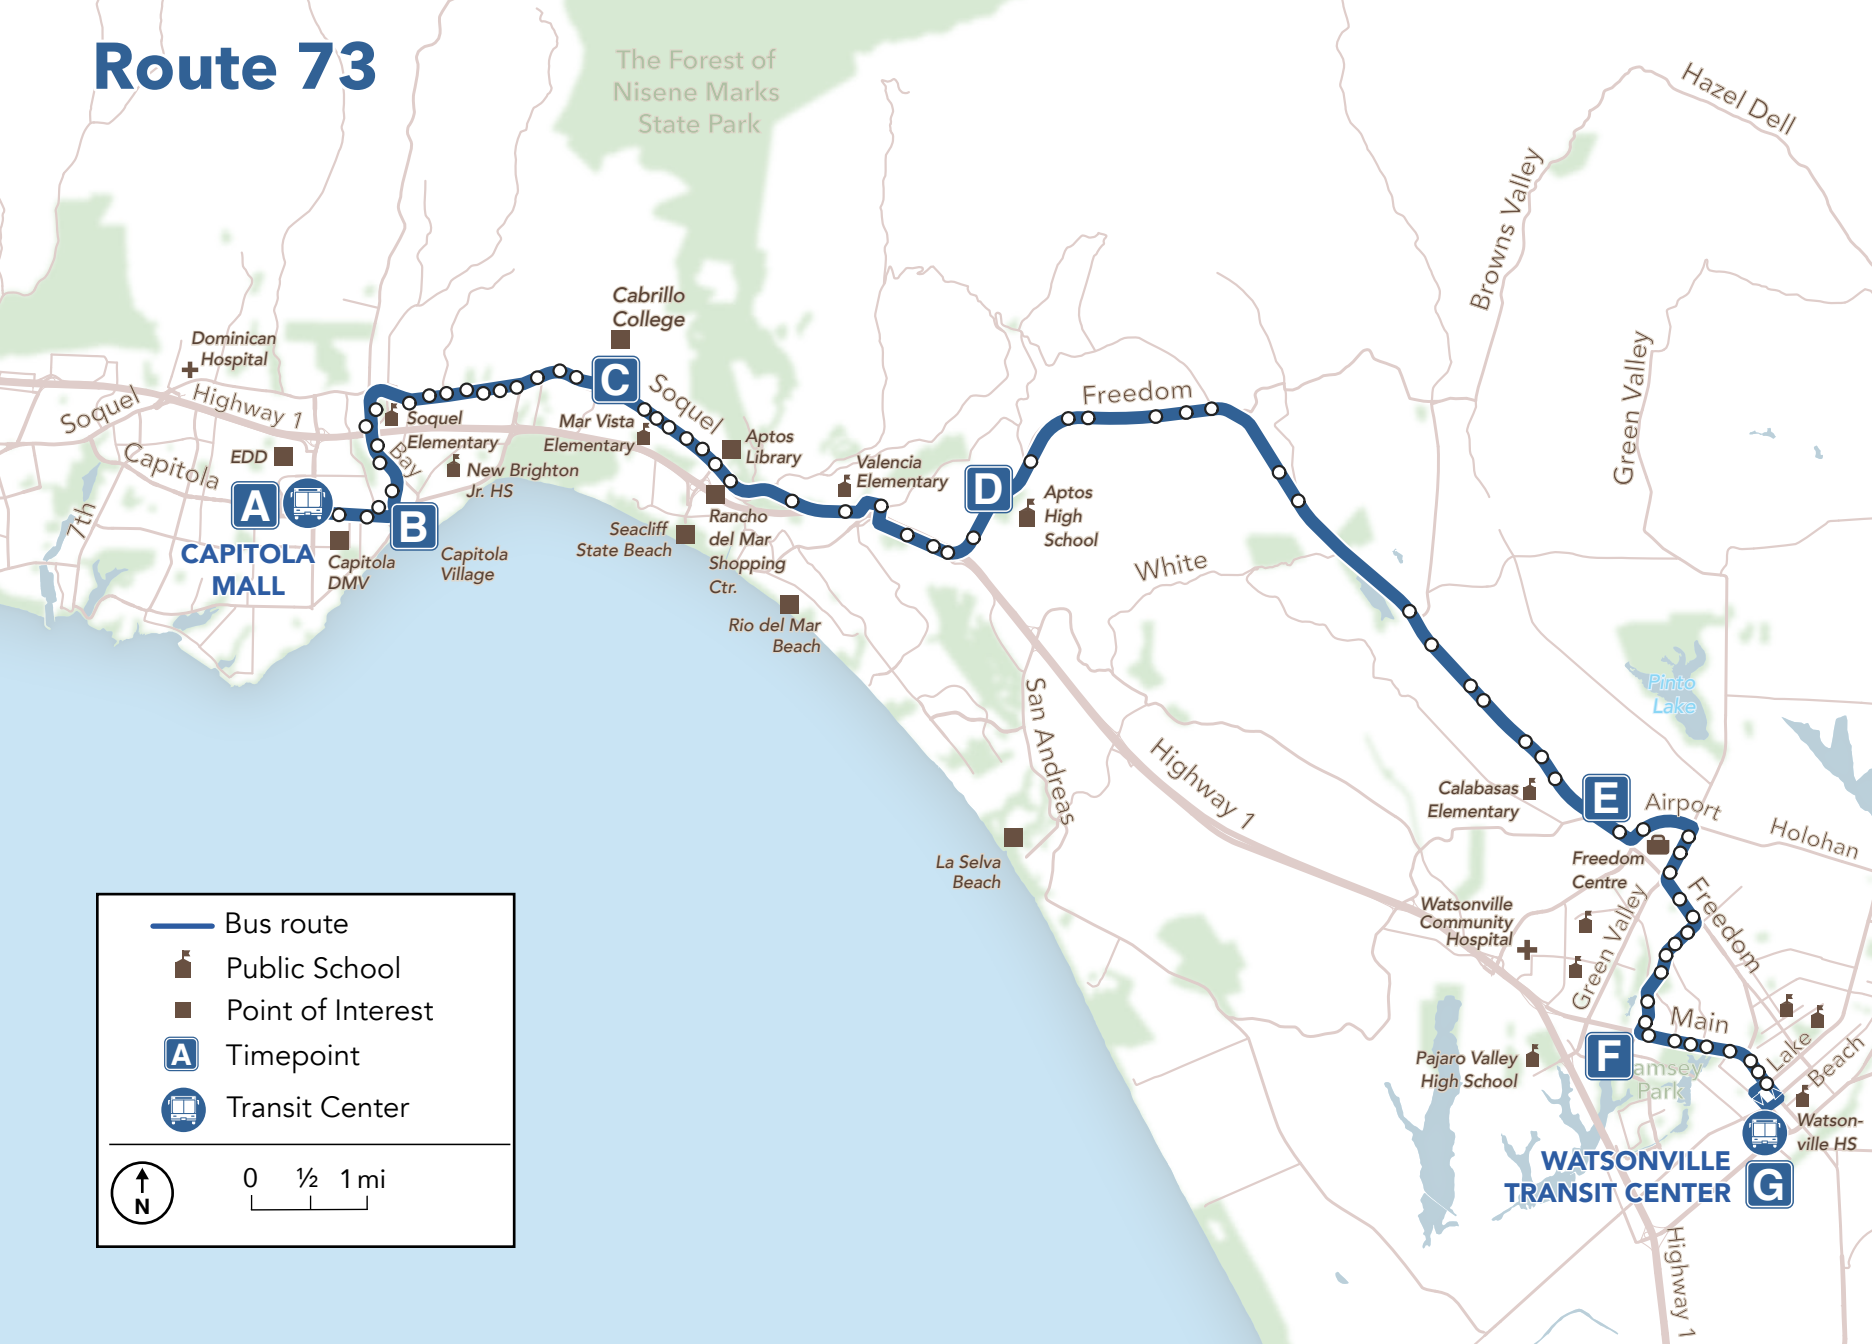 Route 73
The Forest of
Nisene Marks
State Park
Hazel Dell
Browns Valley
Green Valley
Cabrillo
College
Dominican
Hospital
Highway 1
Soquel
Capitola
7th
EDD
A
CAPITOLA
MALL
Capitola
DMV
B
Capitola
Village
Bay
Soquel
Elementary
New Brighton
Jr. HS
C
Soquel
Mar Vista
Elementary
Aptos
Library
Seacliff
State Beach
Rancho
del Mar
Shopping
Ctr.
Rio del Mar
Beach
Valencia
Elementary
D
Aptos
High
School
Freedom
White
San Andreas
Highway 1
La Selva
Beach
Pinto
Lake
Calabasas
Elementary
E
Airport
Holohan
Freedom
Centre
Green Valley
Freedom
Watsonville
Community
Hospital
Main
Lake
Beach
Pajaro Valley
High School
F
amsey
Park
Watson-
ville HS
WATSONVILLE
TRANSIT CENTER
G
Highway 1
Bus route
Public School
Point of Interest
A
Timepoint
Transit Center
N
0 ½ 1 mi